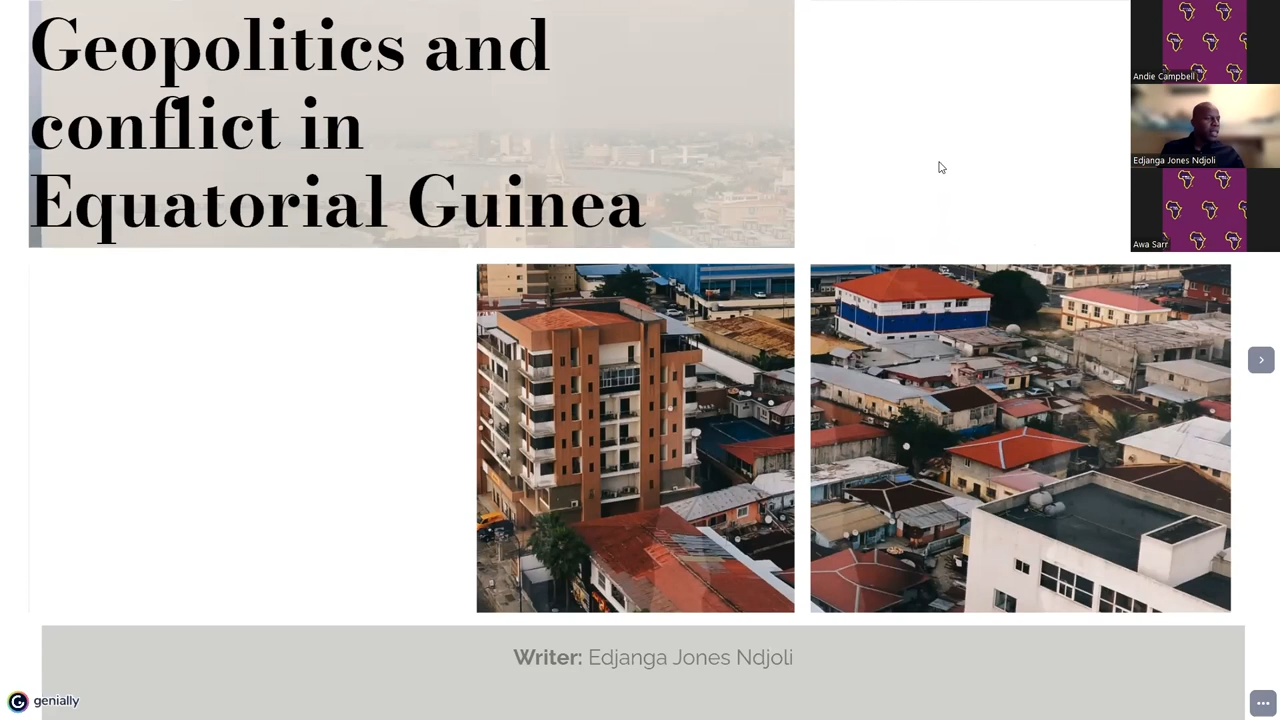 Geopolitics and
conflict in
Equatorial Guinea
Andie Campbell
Edjanga Jones Ndjoli
Awa Sarr
Writer: Edjanga Jones Ndjoli
genially